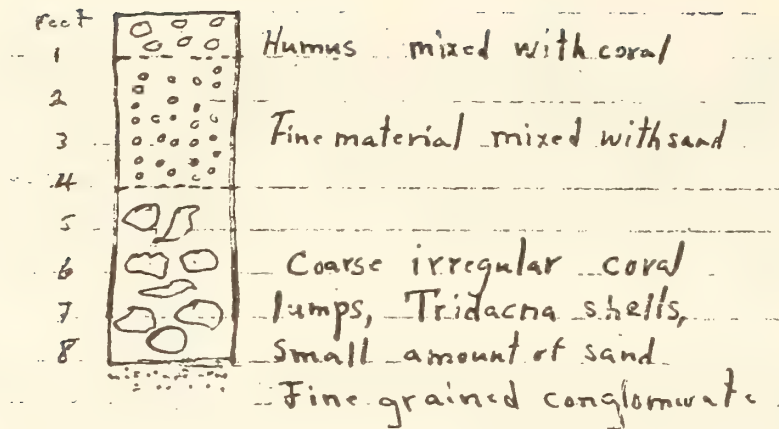 feet
Humus mixed with coral
1
2
Fine material mixed with sand
3
4
5
6 Coarse irregular coral
7 lumps, Tridacna shells,
8 small amount of sand
Fine grained conglomerate